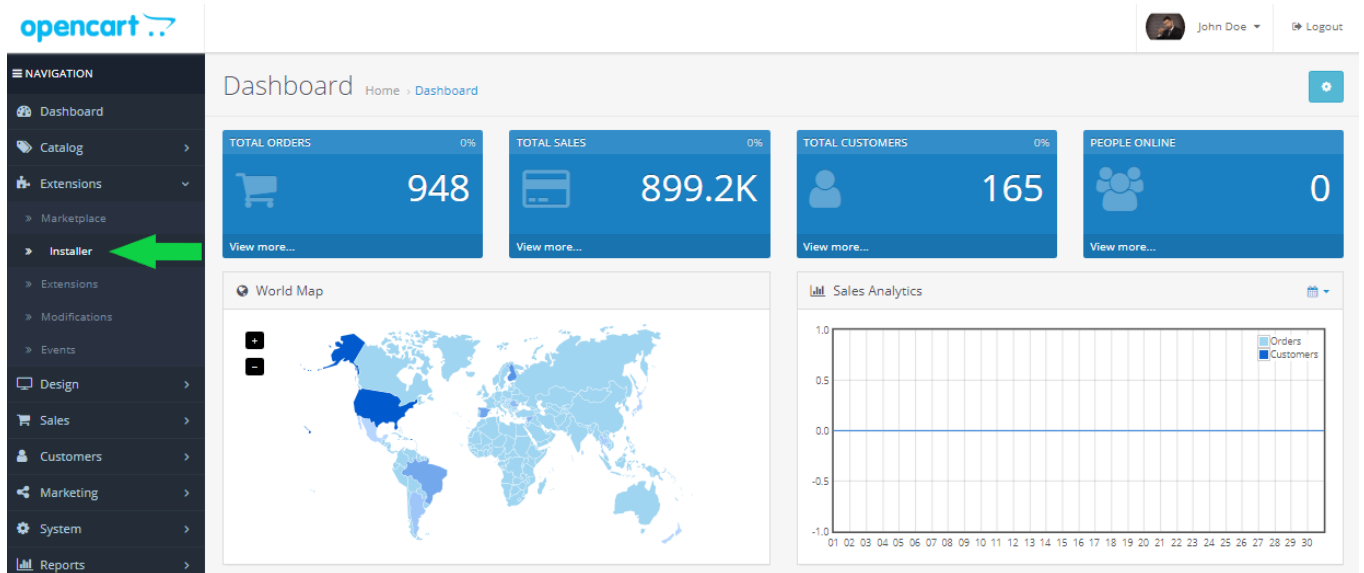 opencart
John Doe
Logout
NAVIGATION
Dashboard
Catalog
Extensions
» Marketplace
» Installer
» Extensions
» Modifications
» Events
Design
Sales
Customers
Marketing
System
Reports
Dashboard Home › Dashboard
TOTAL ORDERS 0%
948
View more...
TOTAL SALES 0%
899.2K
View more...
TOTAL CUSTOMERS 0%
165
View more...
PEOPLE ONLINE
0
View more...
World Map
+
-
Sales Analytics
Orders
Customers
1.0
0.5
0.0
-0.5
-1.0
01 02 03 04 05 06 07 08 09 10 11 12 13 14 15 16 17 18 19 20 21 22 23 24 25 26 27 28 29 30